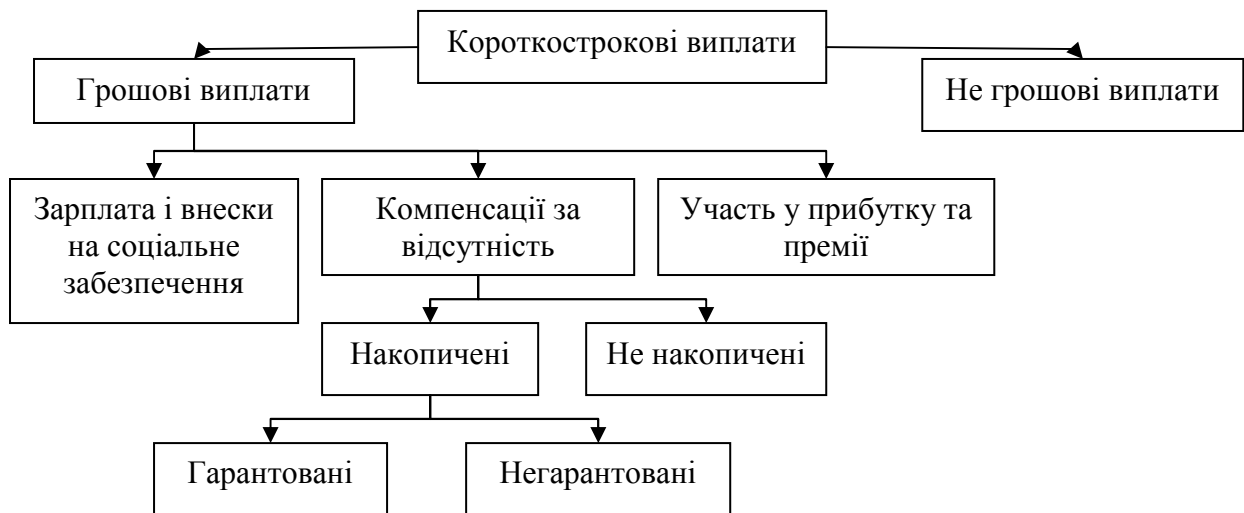 Короткострокові виплати
Грошові виплати
Не грошові виплати
Зарплата і внески
на соціальне
забезпечення
Компенсації за
відсутність
Участь у прибутку та
премії
Накопичені
Не накопичені
Гарантовані
Негарантовані